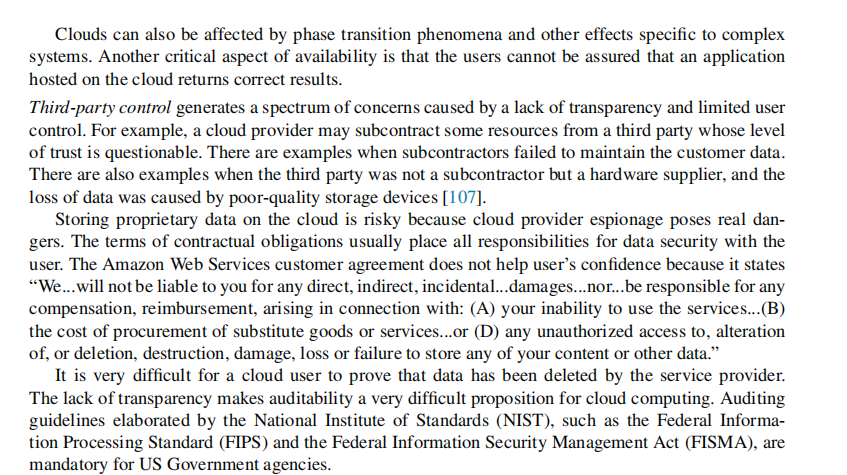 Clouds can also be affected by phase transition phenomena and other effects specific to complex
systems. Another critical aspect of availability is that the users cannot be assured that an application
hosted on the cloud returns correct results.
Third-party control generates a spectrum of concerns caused by a lack of transparency and limited user
control. For example, a cloud provider may subcontract some resources from a third party whose level
of trust is questionable. There are examples when subcontractors failed to maintain the customer data.
There are also examples when the third party was not a subcontractor but a hardware supplier, and the
loss of data was caused by poor-quality storage devices [107].
Storing proprietary data on the cloud is risky because cloud provider espionage poses real dan-
gers. The terms of contractual obligations usually place all responsibilities for data security with the
user. The Amazon Web Services customer agreement does not help user’s confidence because it states
“We...will not be liable to you for any direct, indirect, incidental...damages...nor...be responsible for any
compensation, reimbursement, arising in connection with: (A) your inability to use the services...(B)
the cost of procurement of substitute goods or services...or (D) any unauthorized access to, alteration
of, or deletion, destruction, damage, loss or failure to store any of your content or other data.”
It is very difficult for a cloud user to prove that data has been deleted by the service provider.
The lack of transparency makes auditability a very difficult proposition for cloud computing. Auditing
guidelines elaborated by the National Institute of Standards (NIST), such as the Federal Informa-
tion Processing Standard (FIPS) and the Federal Information Security Management Act (FISMA), are
mandatory for US Government agencies.